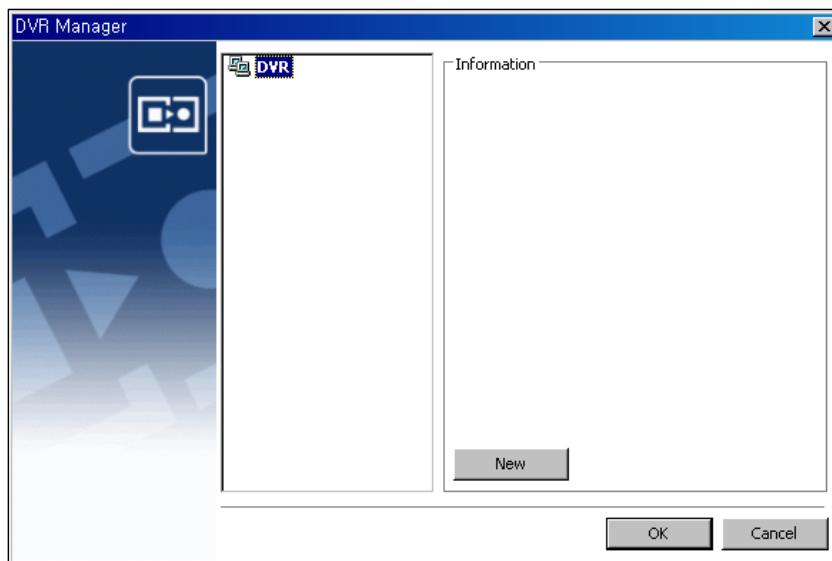 DVR Manager
DVR
Information
New
OK
Cancel